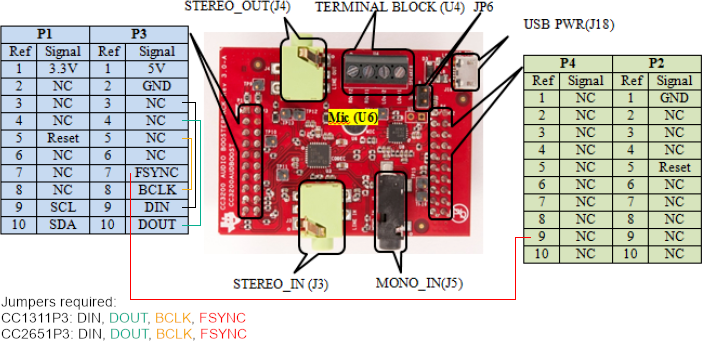 STEREO_OUT(J4)
TERMINAL BLOCK (U4)
JP6
USB PWR(J18)
P1 P3
Ref Signal Ref Signal
1 3.3V 1 5V
2 NC 2 GND
3 NC 3 NC
4 NC 4 NC
5 Reset 5 NC
6 NC 6 NC
7 NC 7 FSYNC
8 NC 8 BCLK
9 SCL 9 DIN
10 SDA 10 DOUT
Mic (U6)
CC3200 AUDIO BOOSTER
CC3200AUDBOOST
TP12
TP13
TP10
TP11
P4 P2
Ref Signal Ref Signal
1 NC 1 GND
2 NC 2 NC
3 NC 3 NC
4 NC 4 NC
5 NC 5 Reset
6 NC 6 NC
7 NC 7 NC
8 NC 8 NC
9 NC 9 NC
10 NC 10 NC
STEREO_IN (J3)
MONO_IN(J5)
Jumpers required:
CC1311P3: DIN, DOUT, BCLK, FSYNC
CC2651P3: DIN, DOUT, BCLK, FSYNC